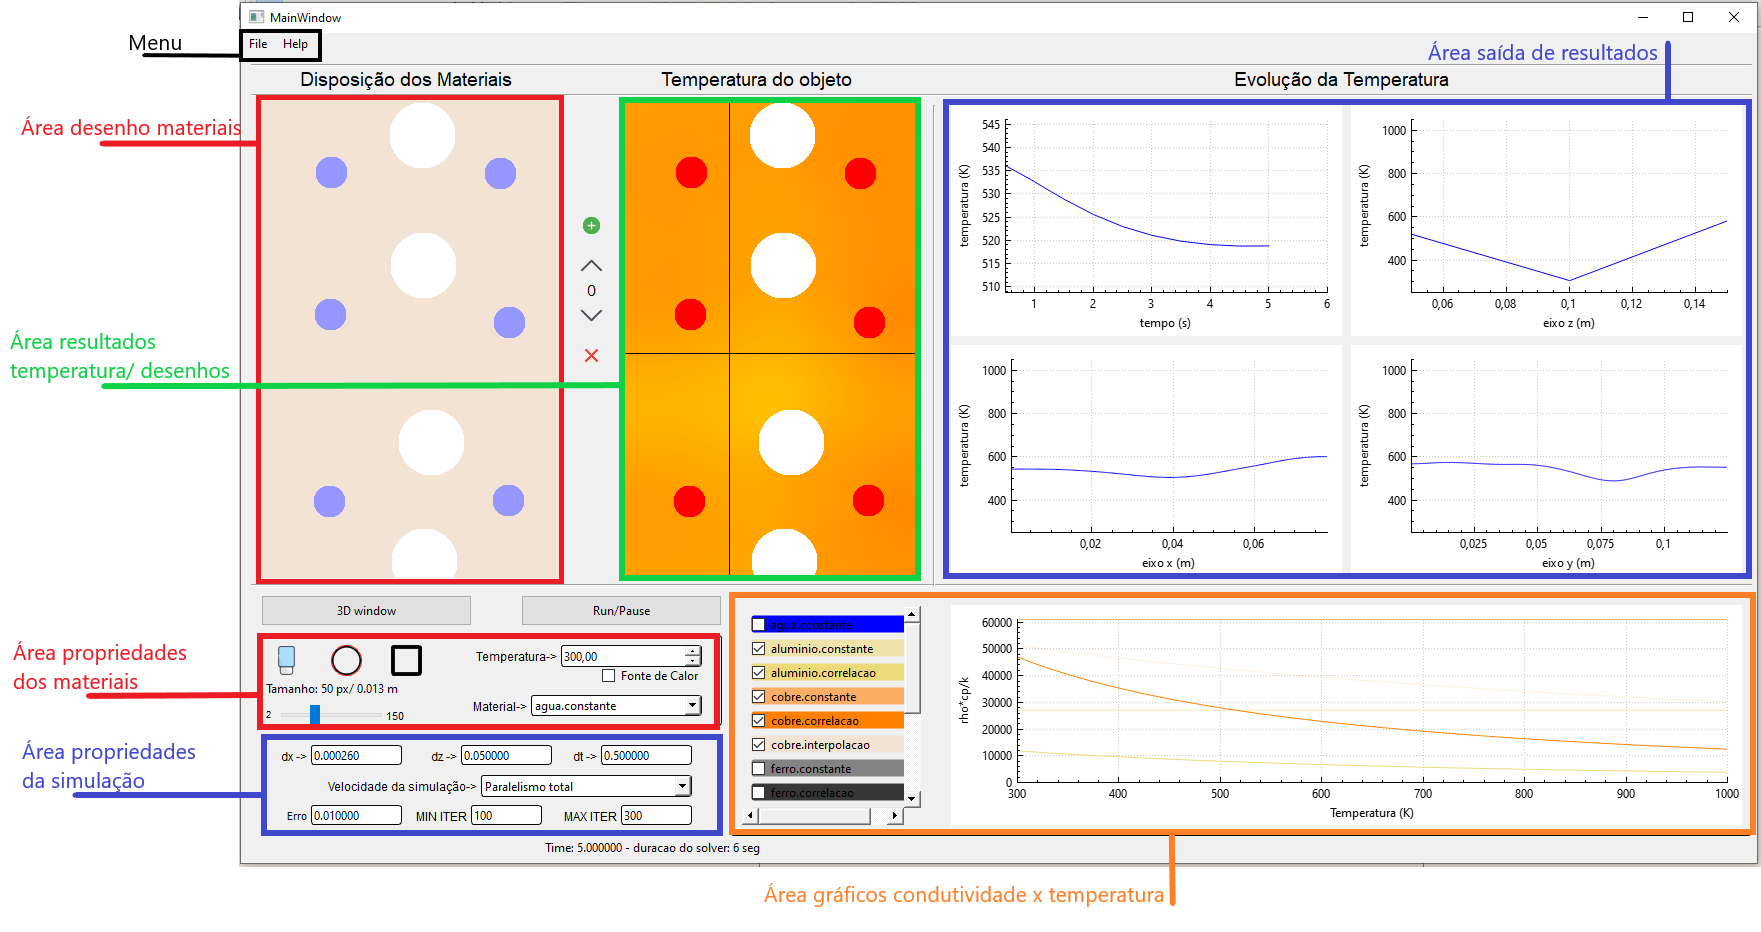 MainWindow
Menu
File Help
Área saída de resultados
Disposição dos Materiais
Temperatura do objeto
Evolução da Temperatura
Área desenho materiais
0
Área resultados
temperatura/ desenhos
545
540
535
530
525
520
515
510
temperatura (K)
1 2 3 4 5 6
tempo (s)
1000
800
600
400
temperatura (K)
0,06 0,08 0,1 0,12 0,14
eixo z (m)
1000
800
600
400
temperatura (K)
0,02 0,04 0,06
eixo x (m)
1000
800
600
400
temperatura (K)
0,025 0,05 0,075 0,1
eixo y (m)
3D window
Run/Pause
Área propriedades
dos materiais
Temperatura-> 300,00
Fonte de Calor
Tamanho: 50 px/ 0.013 m
2 150
Material-> agua.constante
Área propriedades
da simulação
dx -> 0.000260 dz -> 0.050000 dt -> 0.500000
Velocidade da simulação-> Paralelismo total
Erro 0.010000 MIN ITER 100 MAX ITER 300
agua.constante
aluminio.constante
aluminio.correlacao
cobre.constante
cobre.correlacao
cobre.interpolacao
ferro.constante
ferro.correlacao
60000
50000
40000
30000
20000
10000
0
rho*cp/k
300 400 500 600 700 800 900 1000
Temperatura (K)
Time: 5.000000 - duracao do solver: 6 seg
Área gráficos condutividade x temperatura